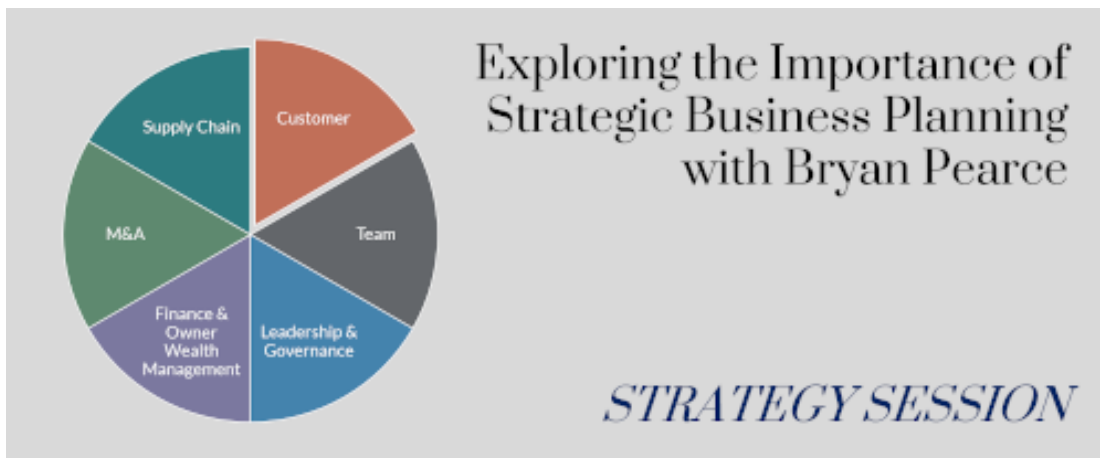 Exploring the Importance of
Strategic Business Planning
with Bryan Pearce
Supply Chain
Customer
M&A
Team
Finance &
Owner
Wealth
Management
Leadership &
Governance
STRATEGY SESSION